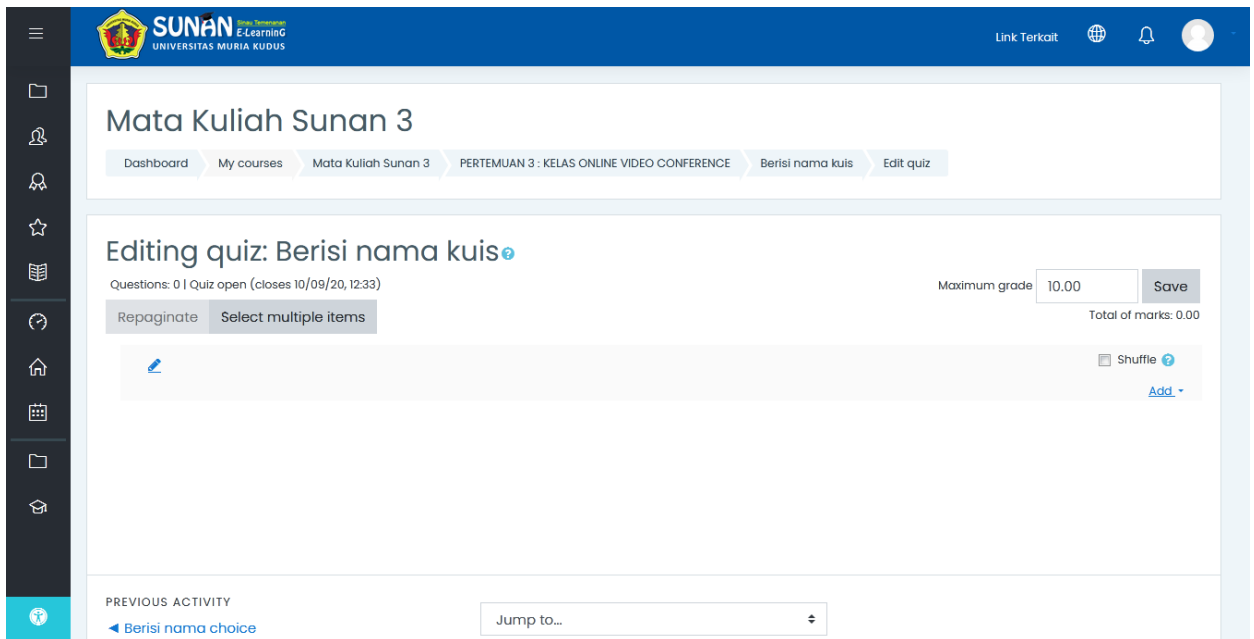 SUNAN Sinau Temenanan
E-LearninG
UNIVERSITAS MURIA KUDUS
Link Terkait
Mata Kuliah Sunan 3
Dashboard My courses Mata Kuliah Sunan 3 PERTEMUAN 3 : KELAS ONLINE VIDEO CONFERENCE Berisi nama kuis Edit quiz
Editing quiz: Berisi nama kuis
Questions: 0 | Quiz open (closes 10/09/20, 12:33)
Maximum grade 10.00 Save
Repaginate Select multiple items
Total of marks: 0.00
Shuffle
Add
PREVIOUS ACTIVITY
◄ Berisi nama choice
Jump to...